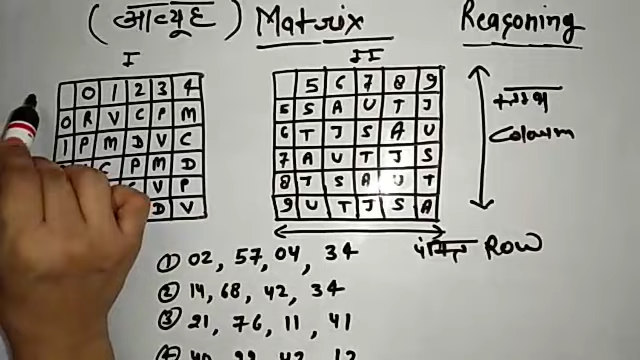 (आव्यूह) Matrix Reasoning
I II
0 1 2 3 4
0 R V C P M
1 P M D V C
C P M D
V P
D V
5 6 7 8 9
5 S A U T J
6 T J S A U
7 A U T J S
8 T S A U T
9 U T J S A
स्तम्भ
Colourm
पंक्ति ROW
① 02, 57, 04, 34
② 14, 68, 42, 34
③ 21, 76, 11, 41